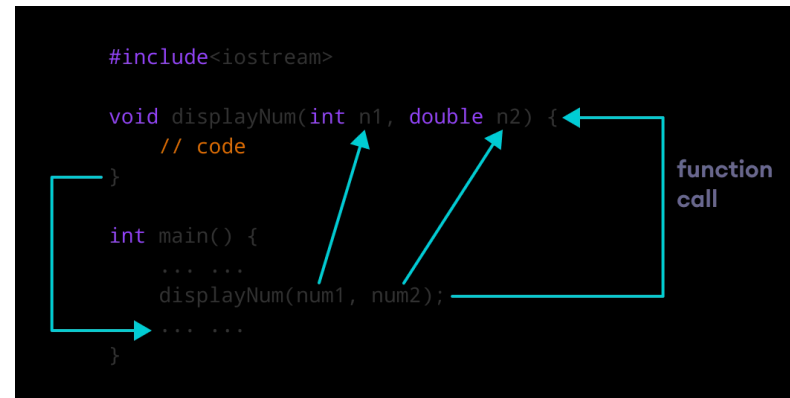 #include<iostream>
void displayNum(int n1, double n2) {
// code
}
int main() {
... ...
displayNum(num1, num2);
... ...
}
function
call